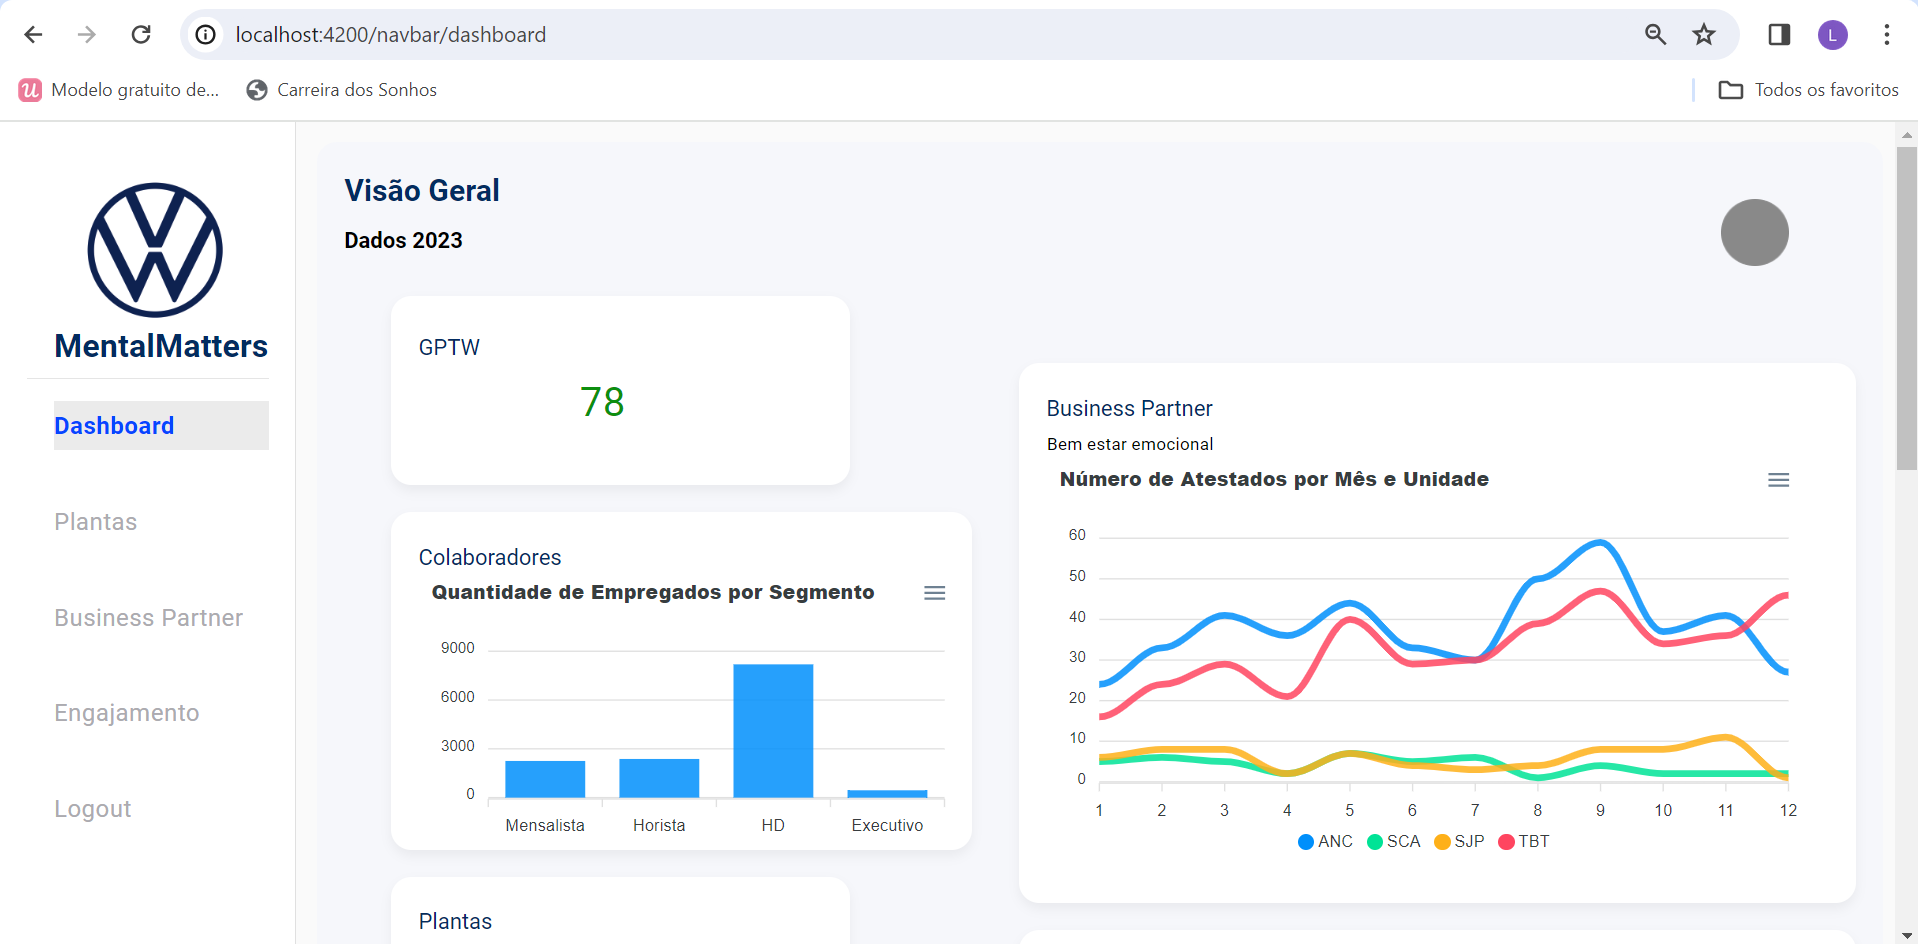 localhost:4200/navbar/dashboard
L
Modelo gratuito de...
Carreira dos Sonhos
Todos os favoritos
MentalMatters
Dashboard
Plantas
Business Partner
Engajamento
Logout
Visão Geral
Dados 2023
GPTW
78
Colaboradores
Quantidade de Empregados por Segmento
9000
6000
3000
0
Mensalista Horista HD Executivo
Plantas
Business Partner
Bem estar emocional
Número de Atestados por Mês e Unidade
60
50
40
30
20
10
0
1 2 3 4 5 6 7 8 9 10 11 12
ANC SCA SJP TBT